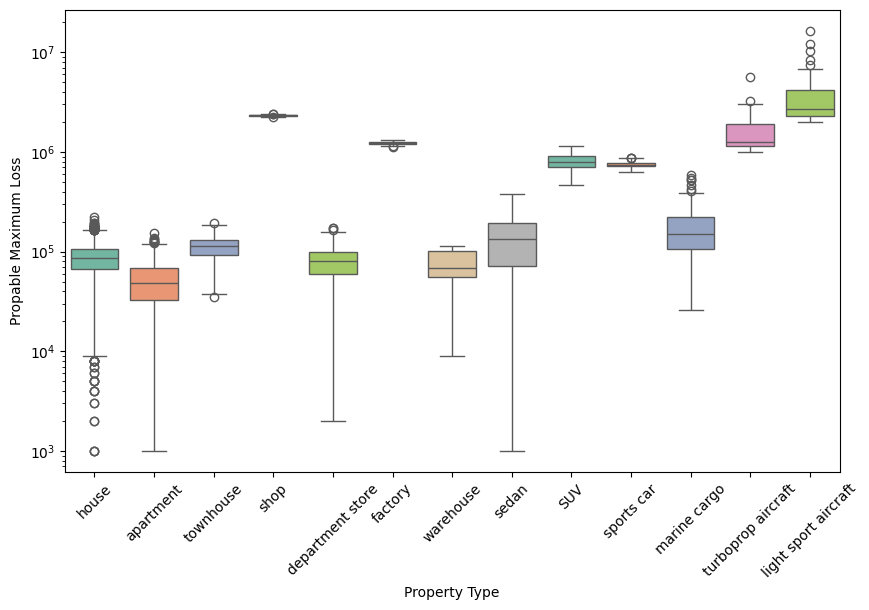 Propable Maximum Loss
10^7
10^6
10^5
10^4
10^3
house
apartment
townhouse
shop
department store
factory
warehouse
sedan
SUV
sports car
marine cargo
turboprop aircraft
light sport aircraft
Property Type